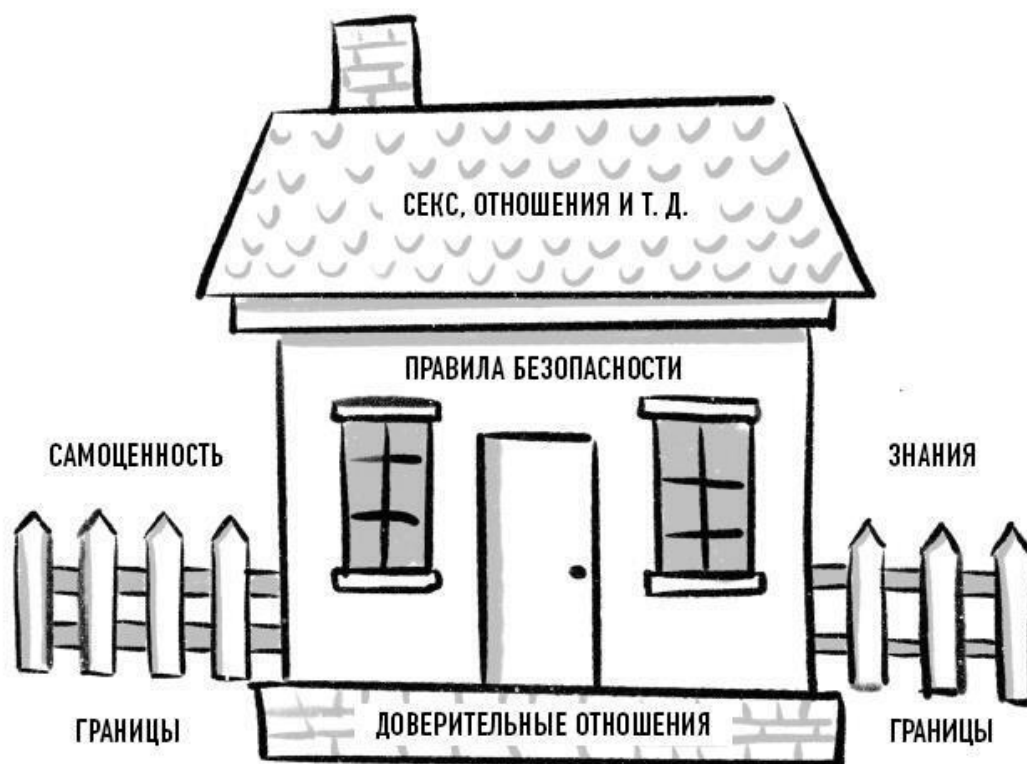 СЕКС, ОТНОШЕНИЯ И Т. Д.
ПРАВИЛА БЕЗОПАСНОСТИ
САМОЦЕННОСТЬ
ЗНАНИЯ
ГРАНИЦЫ
ДОВЕРИТЕЛЬНЫЕ ОТНОШЕНИЯ
ГРАНИЦЫ